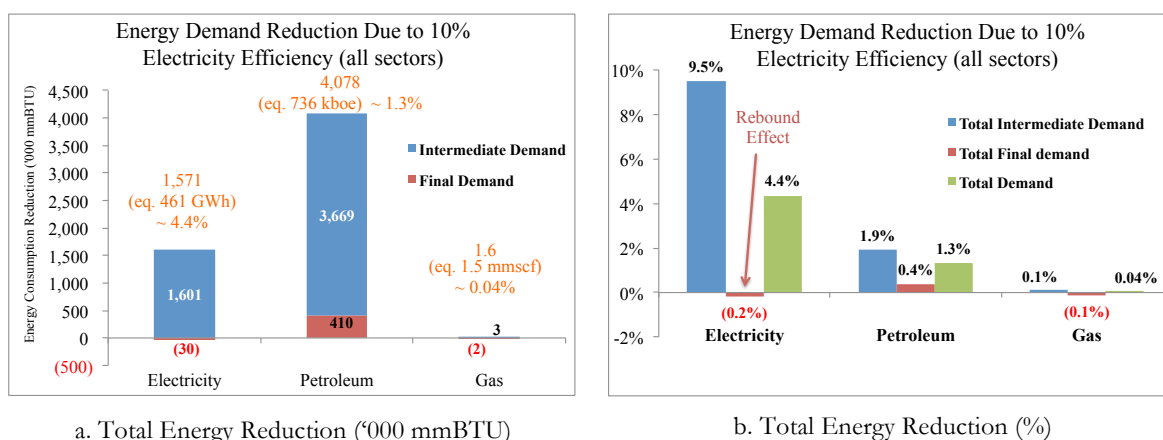 Energy Demand Reduction Due to 10%
Electricity Efficiency (all sectors)
Energy Consumption Reduction ('000 mmBTU)
4,500
4,000
3,500
3,000
2,500
2,000
1,500
1,000
500
0
(500)
4,078
(eq. 736 kboe) ~ 1.3%
1,571
(eq. 461 GWh)
~ 4.4%
1.6
(eq. 1.5 mmscf)
~ 0.04%
Intermediate Demand
Final Demand
3,669
1,601
410
3
(30)
(2)
Electricity
Petroleum
Gas
a. Total Energy Reduction (‘000 mmBTU)
Energy Demand Reduction Due to 10%
Electricity Efficiency (all sectors)
10%
8%
6%
4%
2%
0%
-2%
9.5%
Rebound
Effect
Total Intermediate Demand
Total Final demand
Total Demand
4.4%
1.9%
0.4%
1.3%
0.1%
0.04%
(0.2%)
(0.1%)
Electricity
Petroleum
Gas
b. Total Energy Reduction (%)